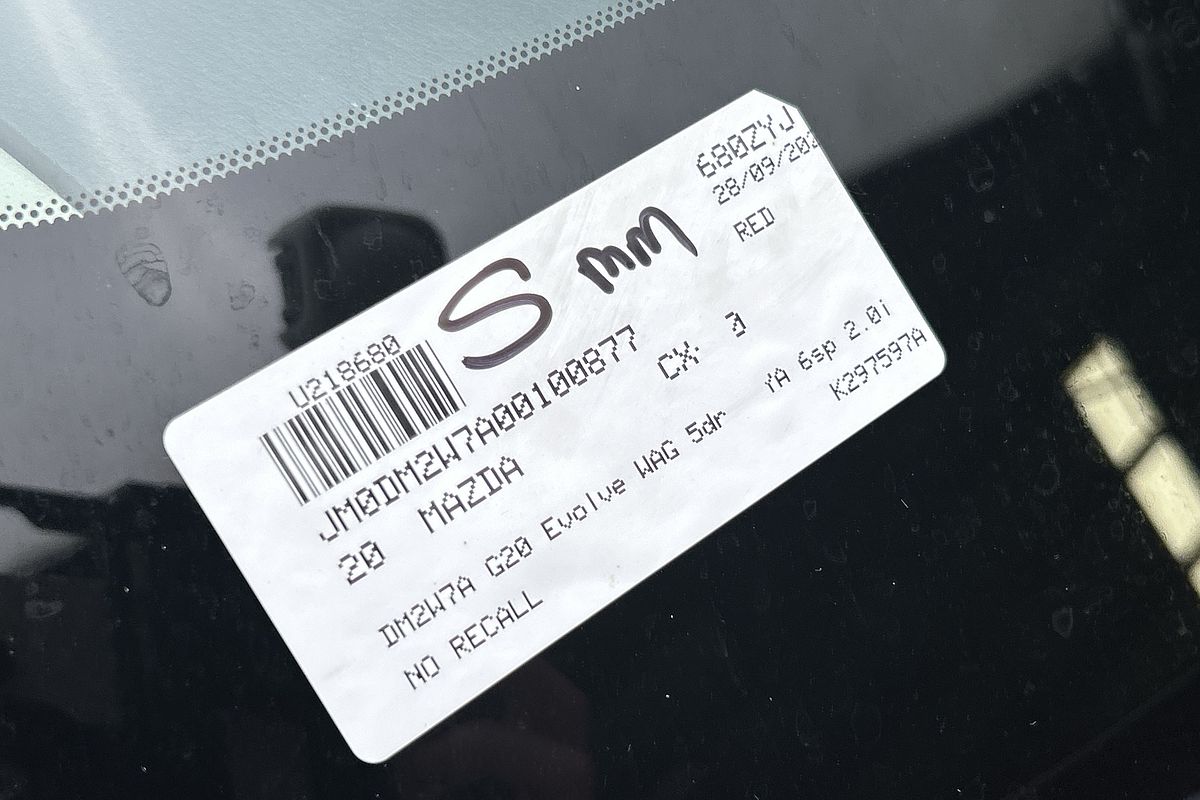 680ZYJ
28/09/202
RED
S mm
U218680
JM0DM2W7A00100877
20 MAZDA CX- 3
DM2W7A G20 Evolve WAG 5dr YA 6sp 2.0i
NO RECALL K297597A